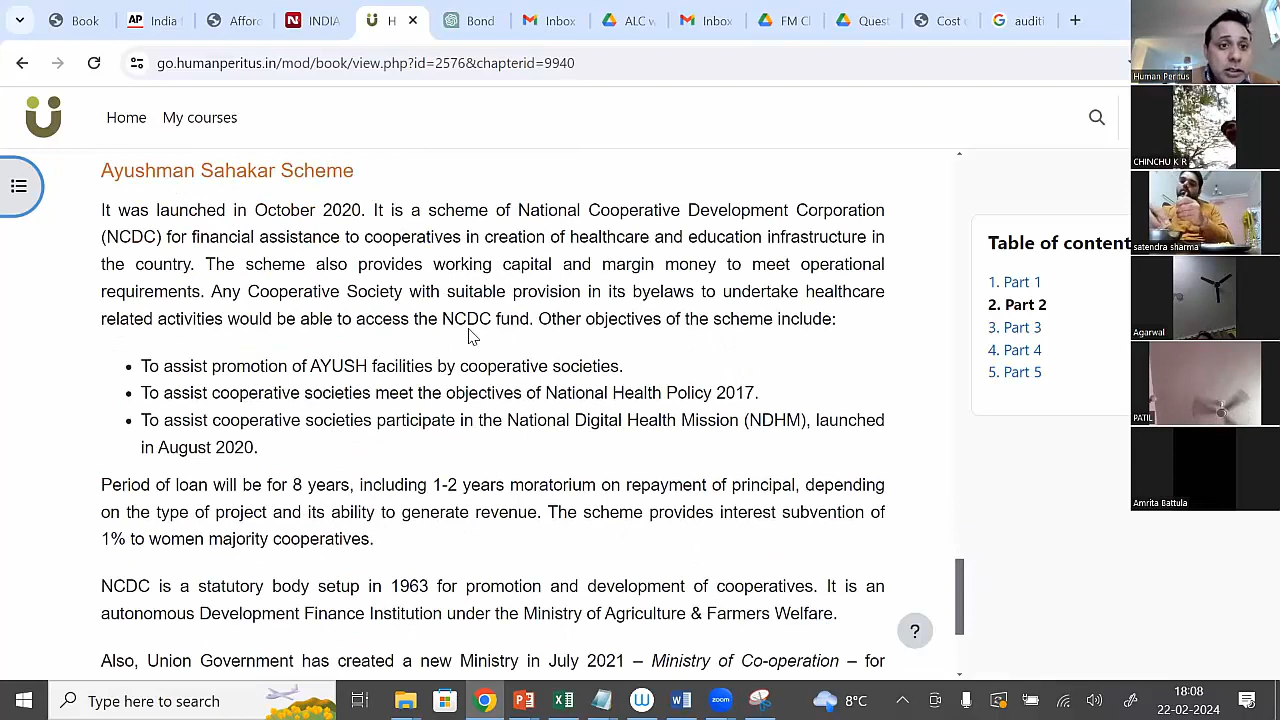 Book
India t
Afford
INDIA
H
Bond
Inbox
ALC w
Inbox
FM Ch
Quest
Cost o
auditi
go.humanperitus.in/mod/book/view.php?id=2576&chapterid=9940
Home My courses
Ayushman Sahakar Scheme
It was launched in October 2020. It is a scheme of National Cooperative Development Corporation
(NCDC) for financial assistance to cooperatives in creation of healthcare and education infrastructure in
the country. The scheme also provides working capital and margin money to meet operational
requirements. Any Cooperative Society with suitable provision in its byelaws to undertake healthcare
related activities would be able to access the NCDC fund. Other objectives of the scheme include:
• To assist promotion of AYUSH facilities by cooperative societies.
• To assist cooperative societies meet the objectives of National Health Policy 2017.
• To assist cooperative societies participate in the National Digital Health Mission (NDHM), launched
in August 2020.
Period of loan will be for 8 years, including 1-2 years moratorium on repayment of principal, depending
on the type of project and its ability to generate revenue. The scheme provides interest subvention of
1% to women majority cooperatives.
NCDC is a statutory body setup in 1963 for promotion and development of cooperatives. It is an
autonomous Development Finance Institution under the Ministry of Agriculture & Farmers Welfare.
Also, Union Government has created a new Ministry in July 2021 – Ministry of Co-operation – for
Table of content
1. Part 1
2. Part 2
3. Part 3
4. Part 4
5. Part 5
?
Human Peritus
CHINCHU K R
satendra sharma
Agarwal
PATIL
Amrita Battula
Type here to search
zoom
8°C
18:08
22-02-2024